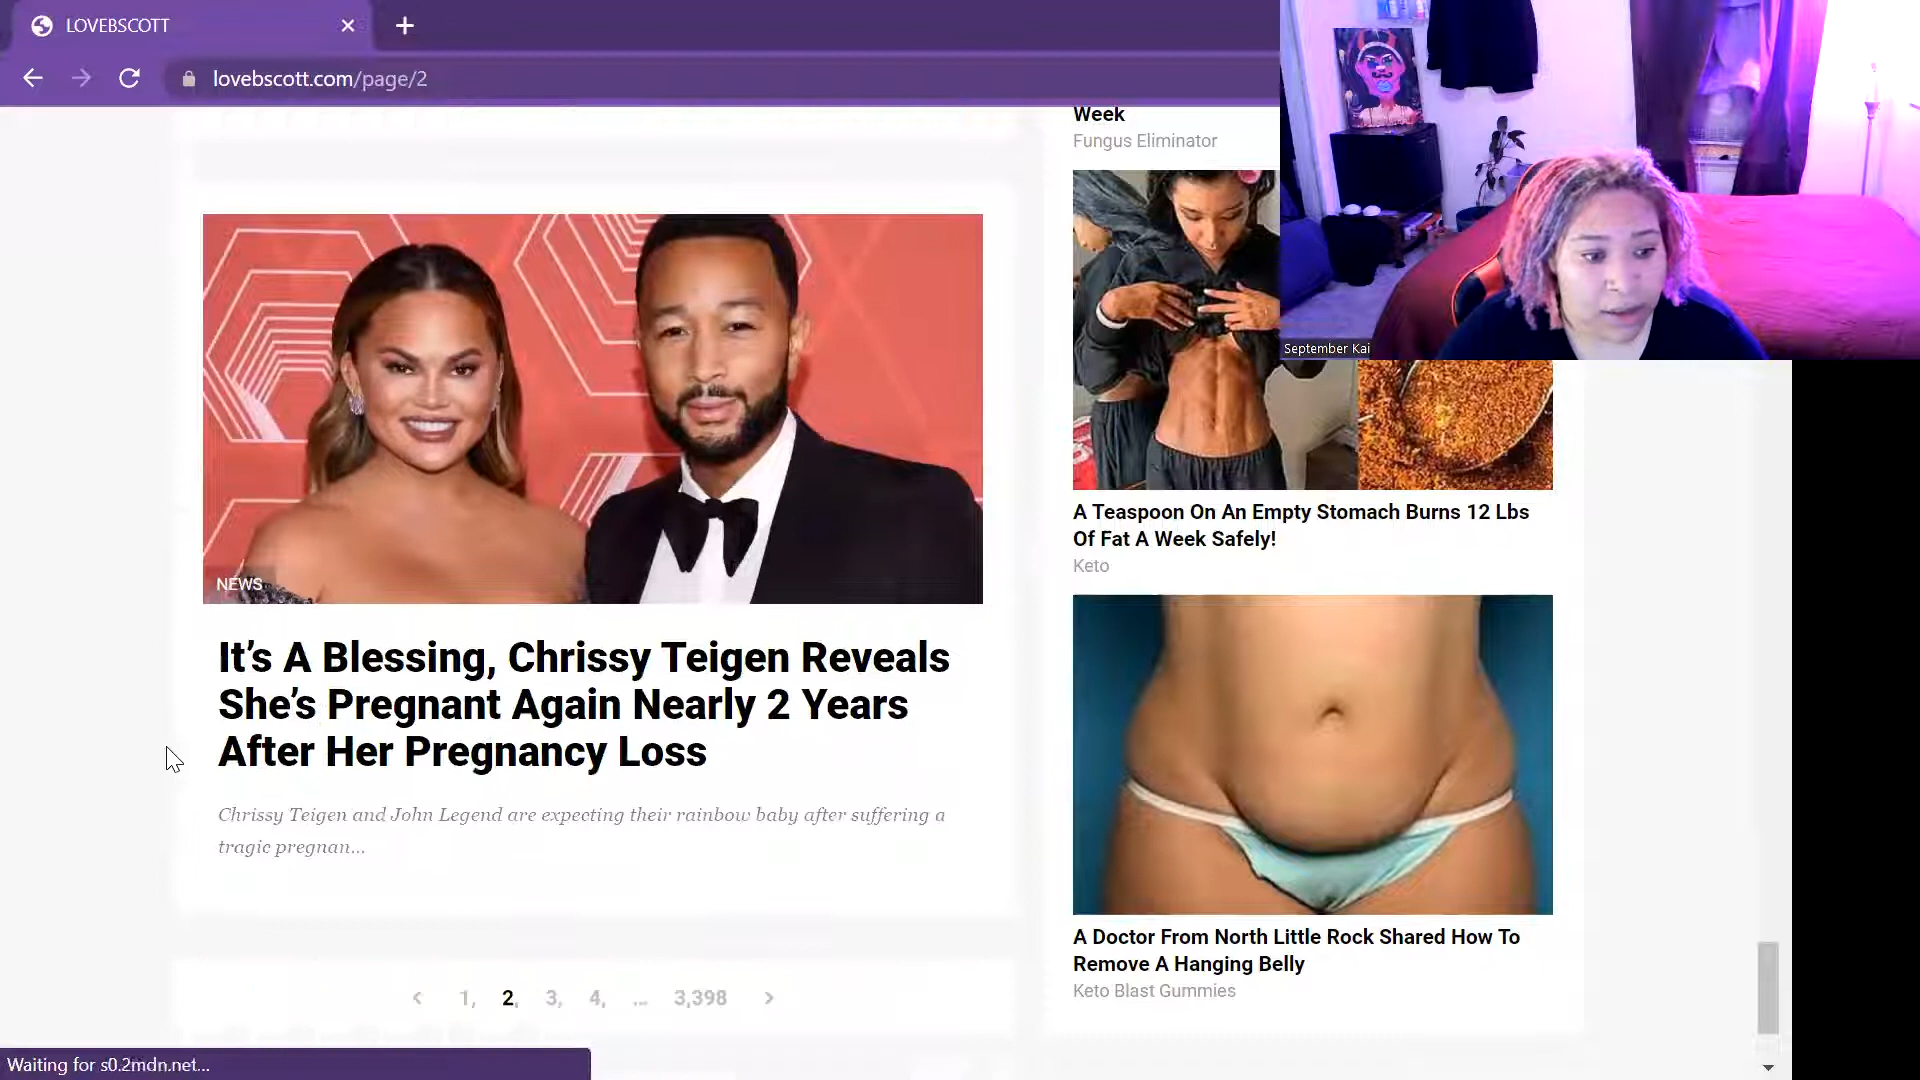 LOVEBSCOTT
lovebscott.com/page/2
Week
Fungus Eliminator
September Kai
A Teaspoon On An Empty Stomach Burns 12 Lbs
Of Fat A Week Safely!
Keto
NEWS
It’s A Blessing, Chrissy Teigen Reveals
She’s Pregnant Again Nearly 2 Years
After Her Pregnancy Loss
Chrissy Teigen and John Legend are expecting their rainbow baby after suffering a
tragic pregnan...
A Doctor From North Little Rock Shared How To
Remove A Hanging Belly
Keto Blast Gummies
< 1, 2, 3, 4, ... 3,398 >
Waiting for s0.2mdn.net...